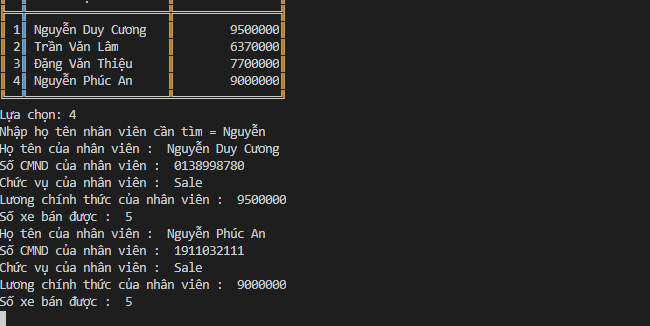 1 Nguyễn Duy Cương 9500000
2 Trần Văn Lâm 6370000
3 Đặng Văn Thiệu 7700000
4 Nguyễn Phúc An 9000000
Lựa chọn: 4
Nhập họ tên nhân viên cần tìm = Nguyễn
Họ tên của nhân viên : Nguyễn Duy Cương
Số CMND của nhân viên : 0138998780
Chức vụ của nhân viên : Sale
Lương chính thức của nhân viên : 9500000
Số xe bán được : 5
Họ tên của nhân viên : Nguyễn Phúc An
Số CMND của nhân viên : 1911032111
Chức vụ của nhân viên : Sale
Lương chính thức của nhân viên : 9000000
Số xe bán được : 5